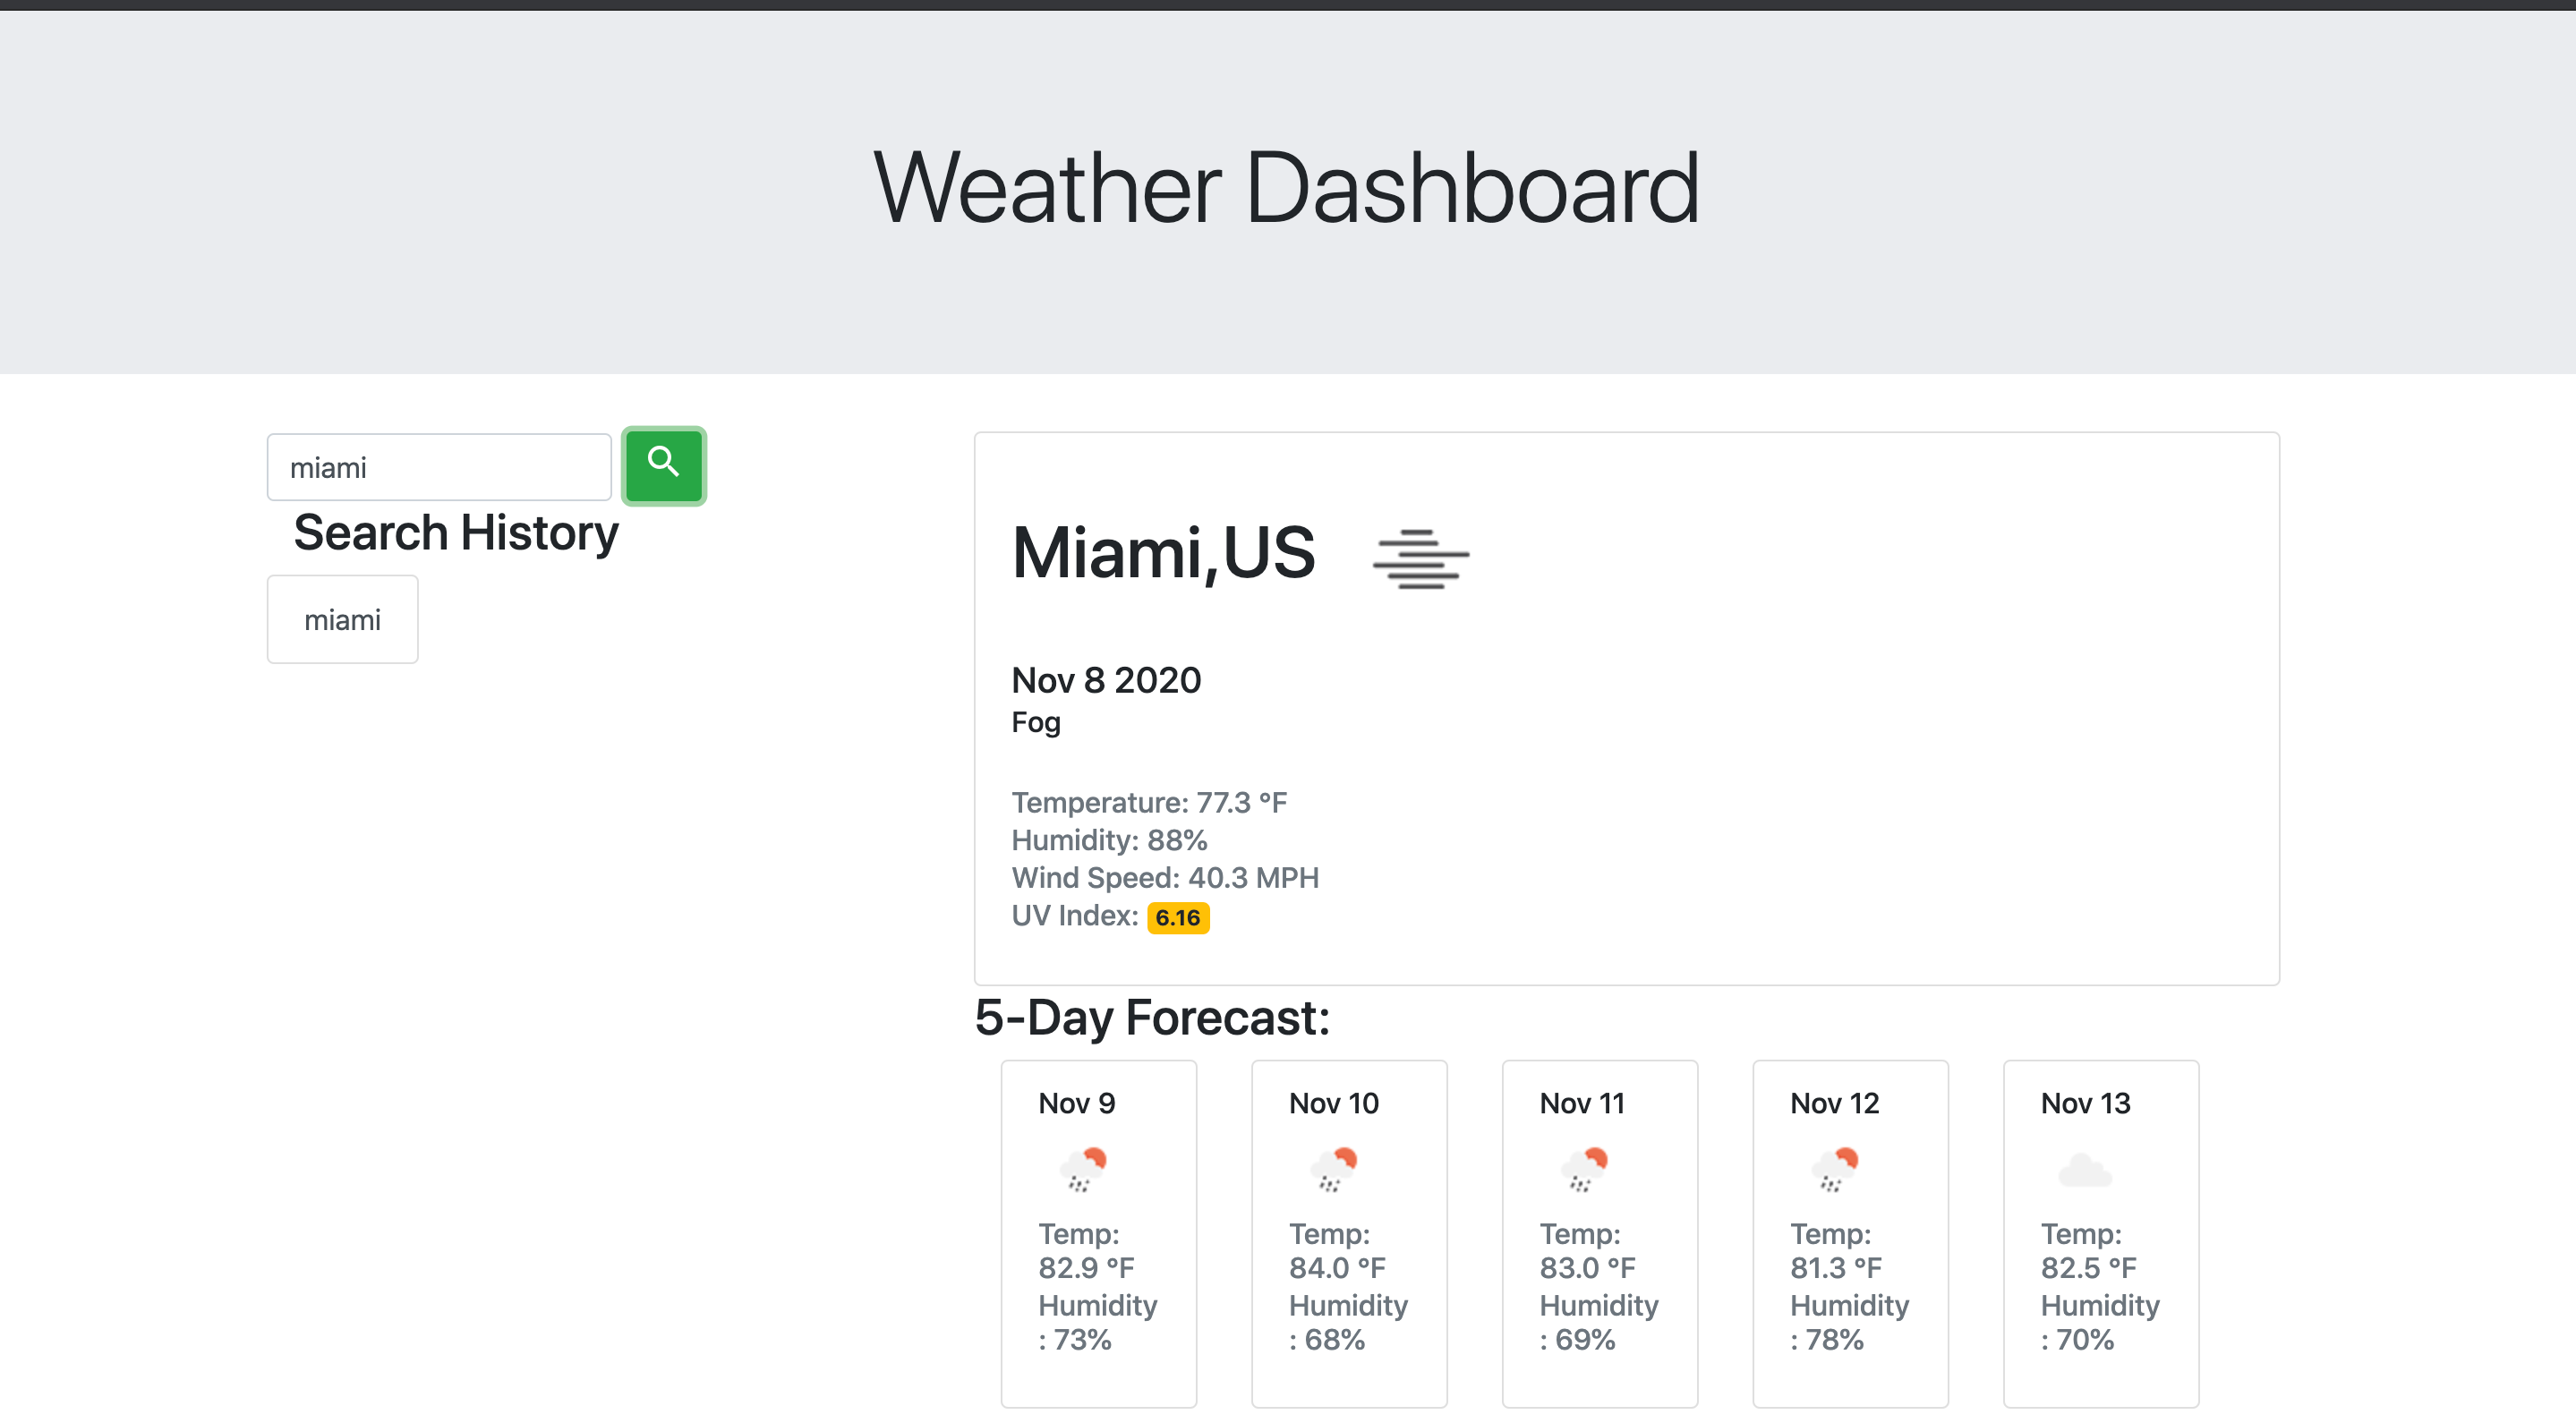 Weather Dashboard
miami
Search History
miami
Miami,US
Nov 8 2020
Fog
Temperature: 77.3 °F
Humidity: 88%
Wind Speed: 40.3 MPH
UV Index: 6.16
5-Day Forecast:
Nov 9
Temp:
82.9 °F
Humidity
: 73%
Nov 10
Temp:
84.0 °F
Humidity
: 68%
Nov 11
Temp:
83.0 °F
Humidity
: 69%
Nov 12
Temp:
81.3 °F
Humidity
: 78%
Nov 13
Temp:
82.5 °F
Humidity
: 70%